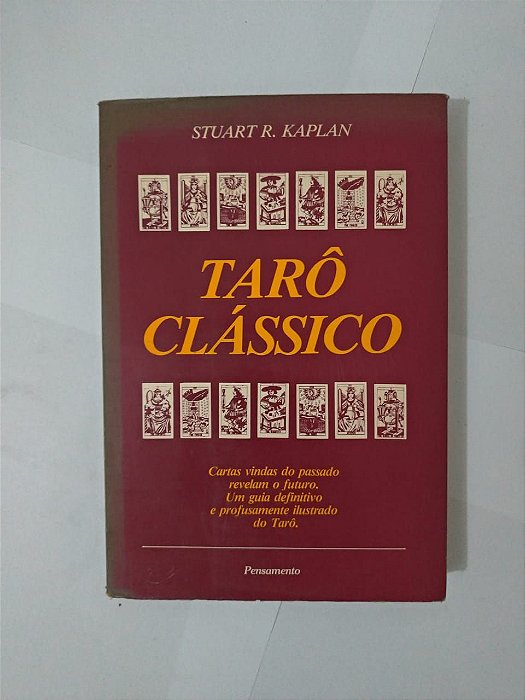 STUART R. KAPLAN
TARÔ
CLÁSSICO
Cartas vindas do passado
revelam o futuro.
Um guia definitivo
e profusamente ilustrado
do Tarô.
Pensamento